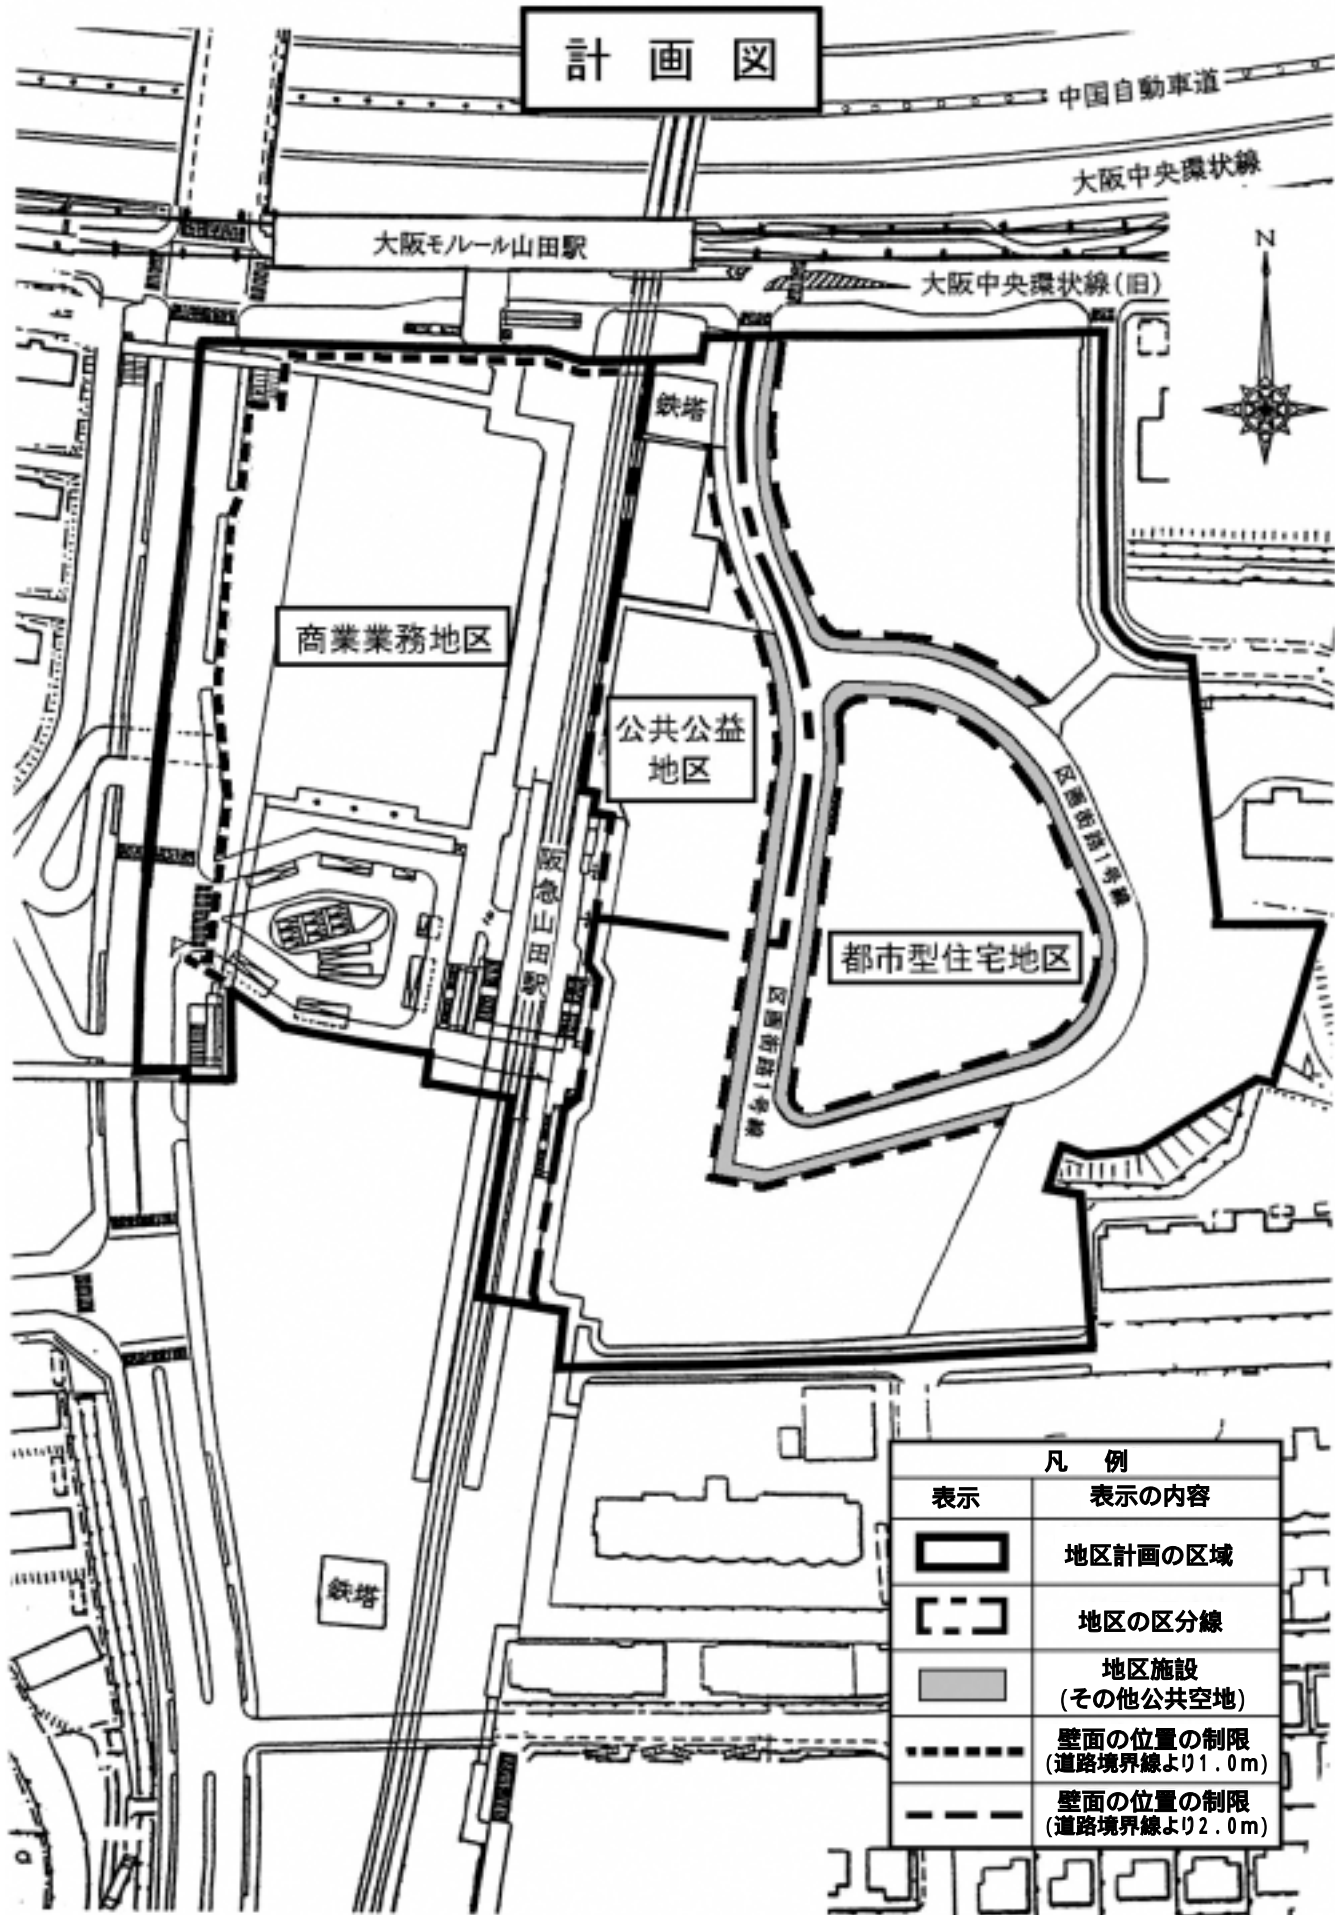 計画図
中国自動車道
大阪中央環状線
大阪モノレール山田駅
大阪中央環状線(旧)
N
鉄塔
商業業務地区
公共公益
地区
区画街路1号線
阪急山田駅
都市型住宅地区
区画街路1号線
鉄塔
凡 例
表示 表示の内容
地区計画の区域
地区の区分線
地区施設
(その他公共空地)
壁面の位置の制限
(道路境界線より1.0m)
壁面の位置の制限
(道路境界線より2.0m)